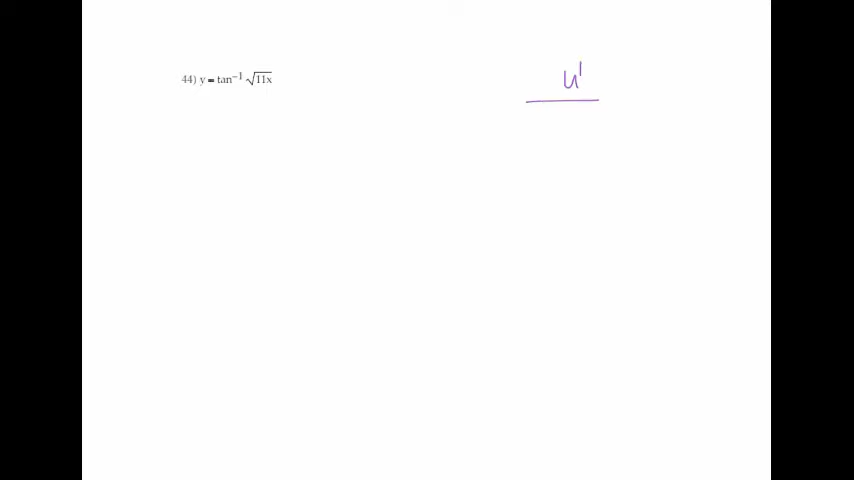 44) y = tan⁻¹ √11x
u'